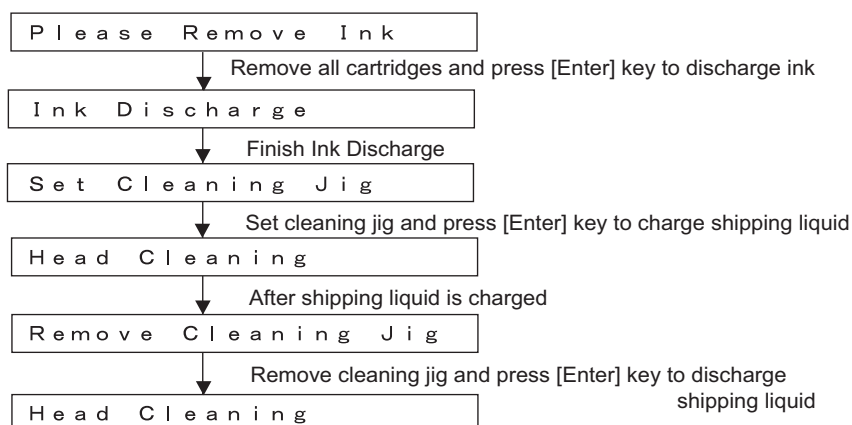 Please Remove Ink
Remove all cartridges and press [Enter] key to discharge ink
Ink Discharge
Finish Ink Discharge
Set Cleaning Jig
Set cleaning jig and press [Enter] key to charge shipping liquid
Head Cleaning
After shipping liquid is charged
Remove Cleaning Jig
Remove cleaning jig and press [Enter] key to discharge
shipping liquid
Head Cleaning